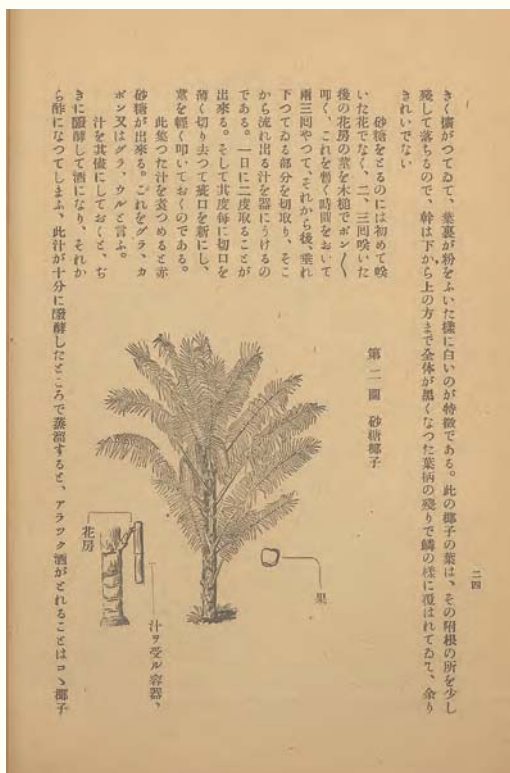 二四
きく懭がつてゐて、葉裏が粉をふいた樣に白いのが特徵である。此の椰子の葉は、その附根の所を少し
殘して落ちるので、幹は下から上の方まで全体が黑くなつた葉柄の殘りで鱗の樣に覆はれてゐて、余り
きれいでない
砂糖をとるのには初めて咲
いた花でなく、二、三回咲いた
後の花房の莖を木槌でポン〱
叩く、これを暫く時間をおいて
兩三回やつて、それから後、垂れ
下つてゐる部分を切取り、そこ
から流れ出る汁を器にうけるの
である。一日に二度取ることが
出來る。そして其度每に切口を
薄く切り去つて疵口を新にし、
莖を輕く叩いておくのである。
此集つた汁を煮つめると赤
砂糖が出來る。これをグラ、カ
ボン又はグラ、ウルと言ふ。
汁を其儘にしておくと、ぢ
きに醱酵して酒になり、それか
ら酢になつてしまふ、此汁が十分に醱酵したところで蒸溜すると、アラック酒がとれることはコヽ椰子
第二圖 砂糖椰子
果
汁ヲ受ル容器、
花房